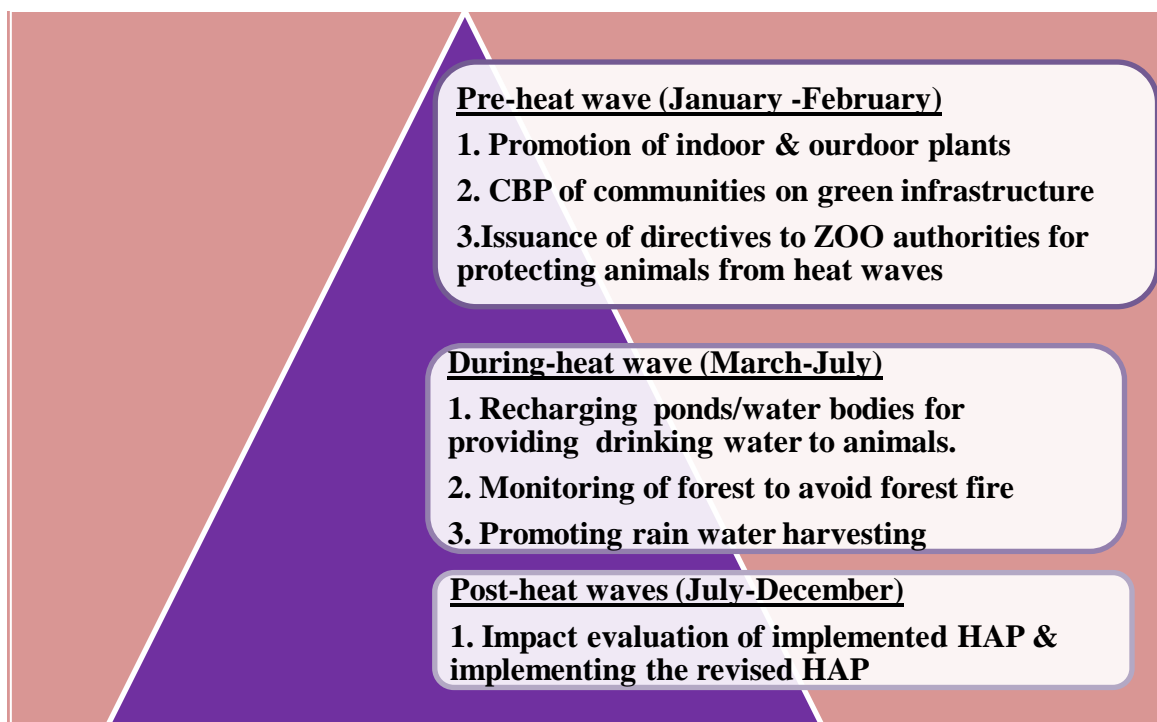 Pre-heat wave (January -February)
1. Promotion of indoor & ourdoor plants
2. CBP of communities on green infrastructure
3.Issuance of directives to ZOO authorities for
protecting animals from heat waves
During-heat wave (March-July)
1. Recharging ponds/water bodies for
providing drinking water to animals.
2. Monitoring of forest to avoid forest fire
3. Promoting rain water harvesting
Post-heat waves (July-December)
1. Impact evaluation of implemented HAP &
implementing the revised HAP